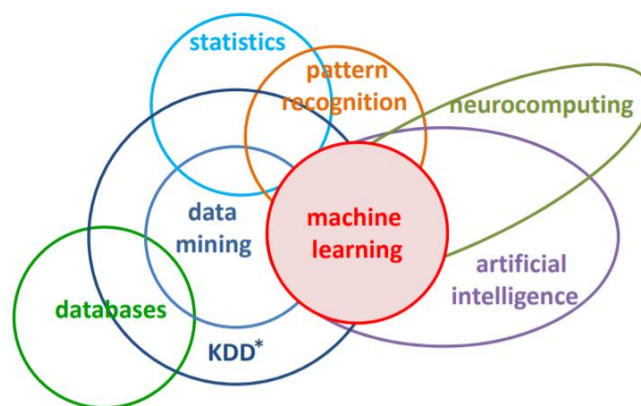 statistics
pattern
recognition
neurocomputing
data
mining
machine
learning
artificial
intelligence
databases
KDD*